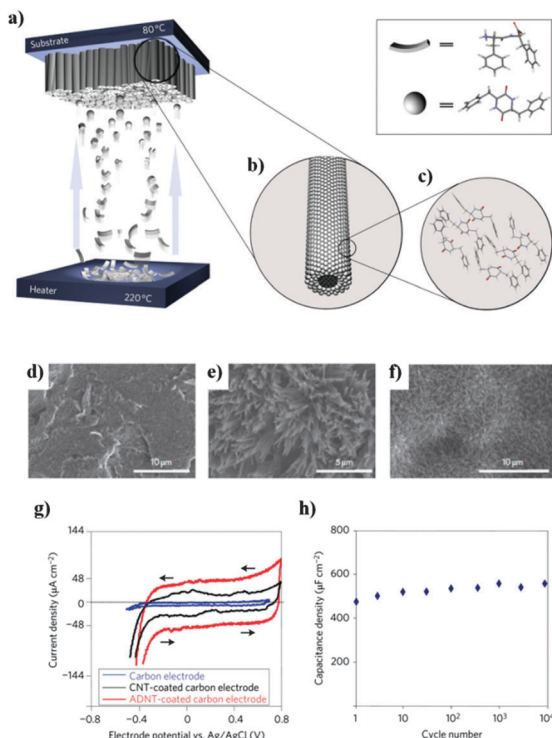 a)
Substrate
80°C
=
=
b)
c)
Heater
220°C
d)
10 μm
e)
5 μm
f)
10 μm
g)
144
48
0
−48
−144
Current density (μA cm⁻²)
Carbon electrode
CNT-coated carbon electrode
ADNT-coated carbon electrode
−0.8
−0.4
0
0.4
0.8
Electrode potential vs. Ag/AgCl (V)
h)
800
600
400
200
Capacitance density (μF cm⁻²)
1
10
10²
10³
10⁴
Cycle number